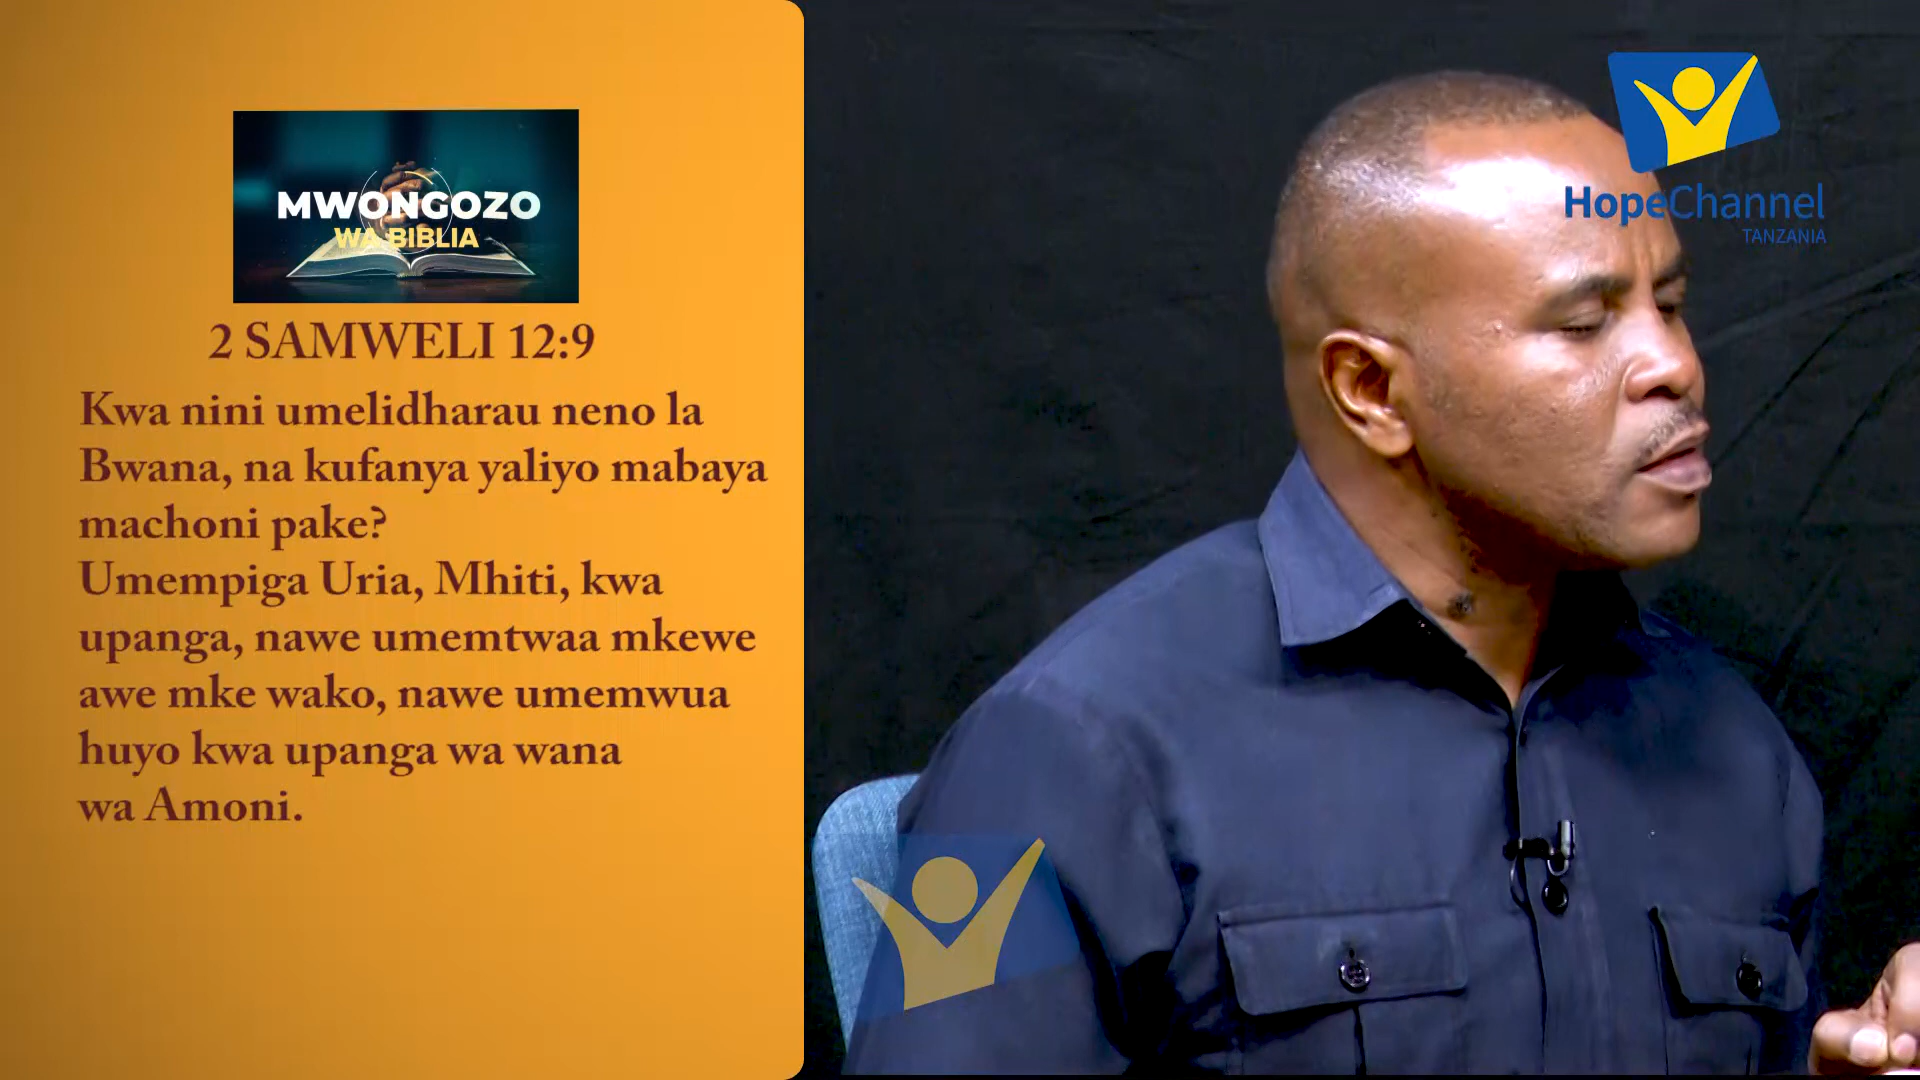 MWONGOZO
WA BIBLIA
2 SAMWELI 12:9
Kwa nini umelidharau neno la
Bwana, na kufanya yaliyo mabaya
machoni pake?
Umempiga Uria, Mhiti, kwa
upanga, nawe umemtwaa mkewe
awe mke wako, nawe umemwua
huyo kwa upanga wa wana
wa Amoni.
HopeChannel
TANZANIA